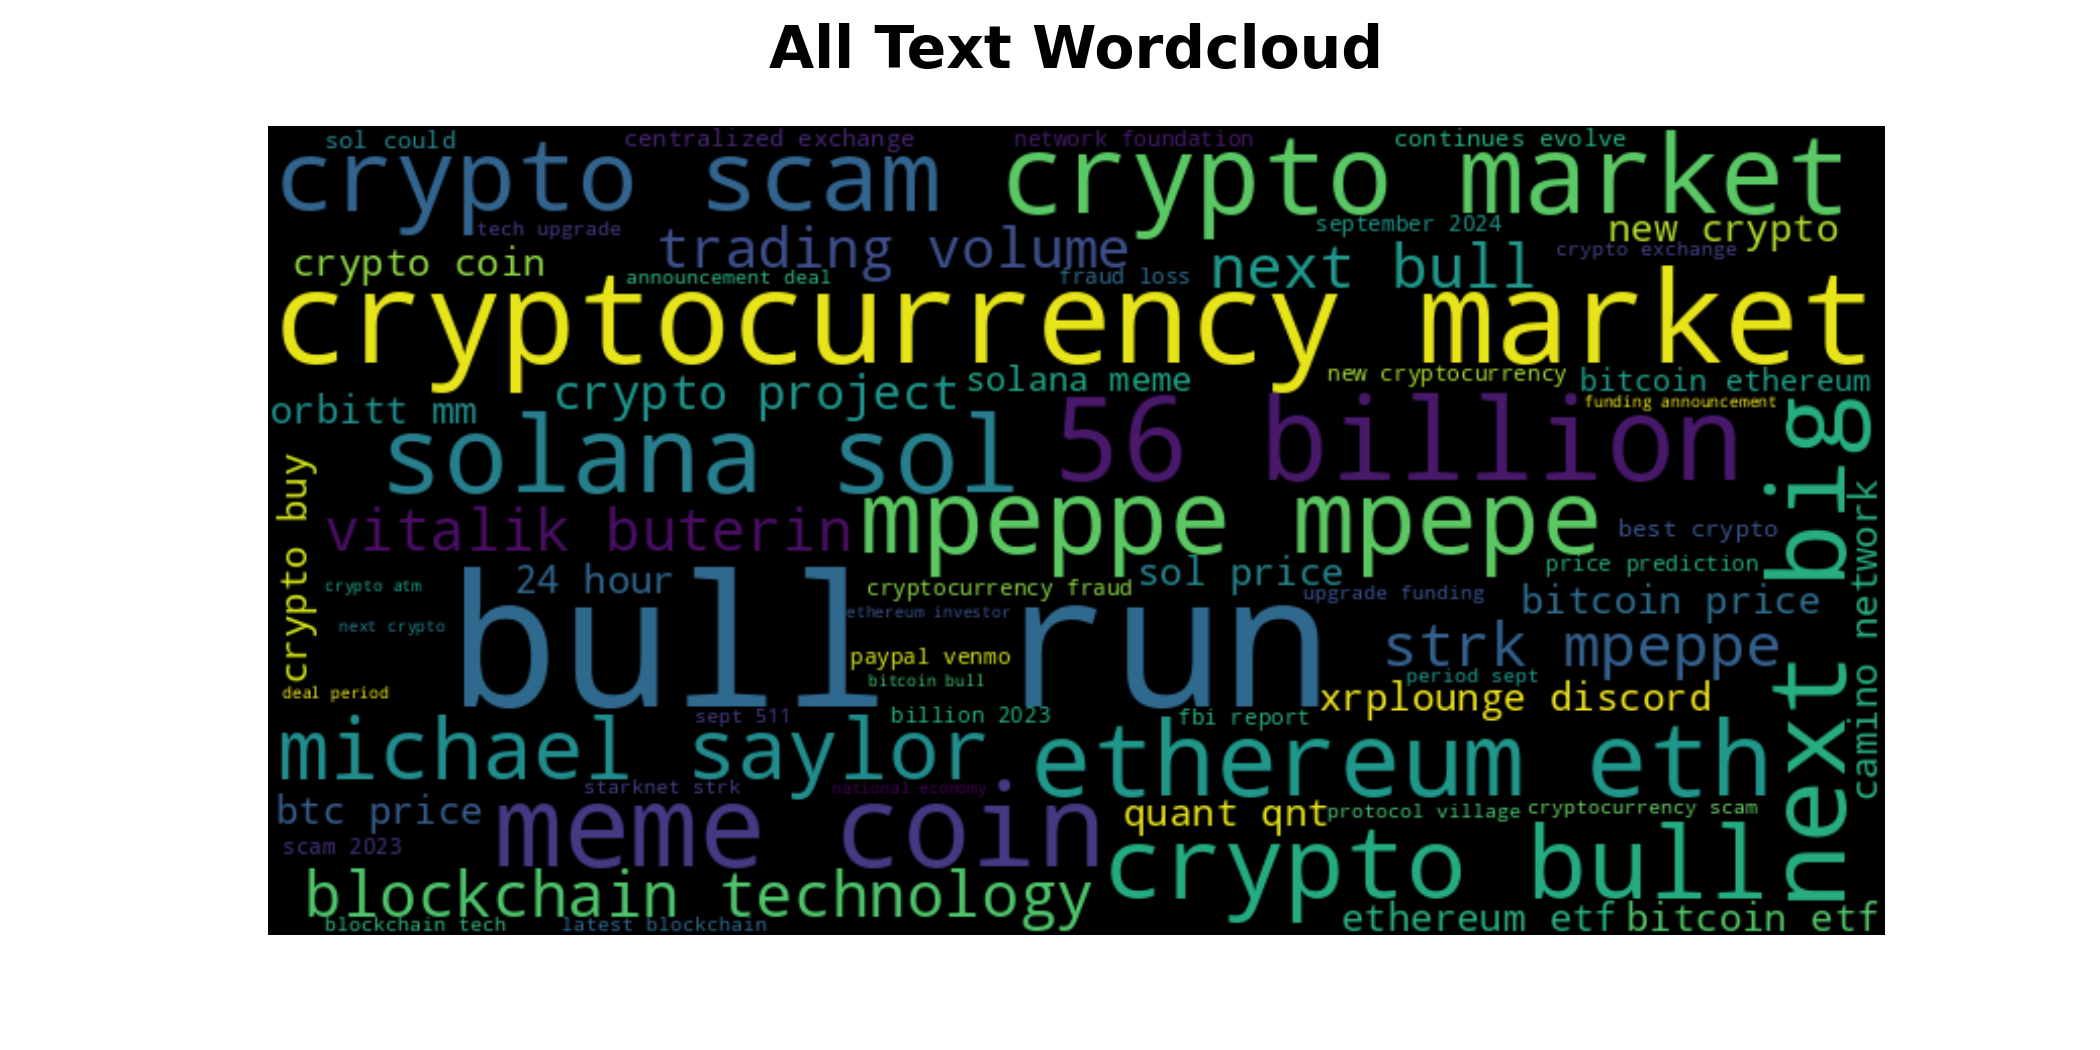 All Text Wordcloud
sol could
centralized exchange
network foundation
continues evolve
crypto scam
crypto market
tech upgrade
september 2024
new crypto
trading volume
crypto exchange
crypto coin
announcement deal
fraud loss
next bull
cryptocurrency market
crypto project
solana meme
new cryptocurrency
bitcoin ethereum
orbitt mm
funding announcement
solana sol
56 billion
next big
crypto buy
vitalik buterin
mpeppe mpepe
best crypto
camino network
crypto atm
24 hour
cryptocurrency fraud
sol price
price prediction
upgrade funding
bitcoin price
next crypto
bull run
ethereum investor
strk mpeppe
paypal venmo
bitcoin bull
period sept
deal period
xrplounge discord
sept 511
billion 2023
fbi report
michael saylor
ethereum eth
starknet strk
national economy
btc price
meme coin
quant qnt
protocol village
cryptocurrency scam
scam 2023
crypto bull
blockchain technology
blockchain tech
latest blockchain
ethereum etf
bitcoin etf